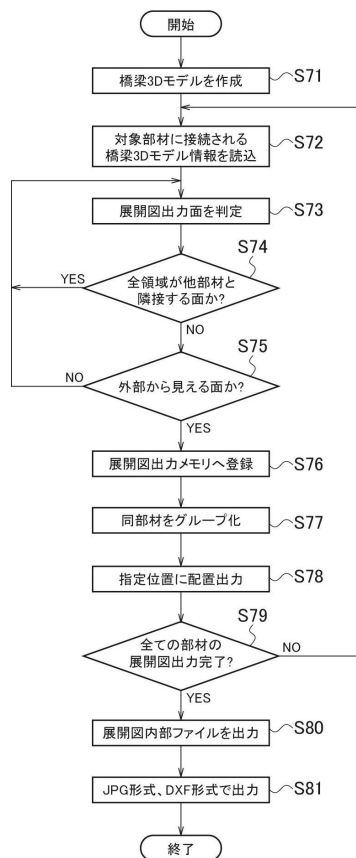 開始
橋梁3Dモデルを作成
S71
対象部材に接続される
橋梁3Dモデル情報を読込
S72
展開図出力面を判定
S73
S74
全領域が他部材と
隣接する面か?
YES
NO
S75
外部から見える面か?
NO
YES
展開図出力メモリへ登録
S76
同部材をグループ化
S77
指定位置に配置出力
S78
S79
全ての部材の
展開図出力完了?
NO
YES
展開図内部ファイルを出力
S80
JPG形式、DXF形式で出力
S81
終了